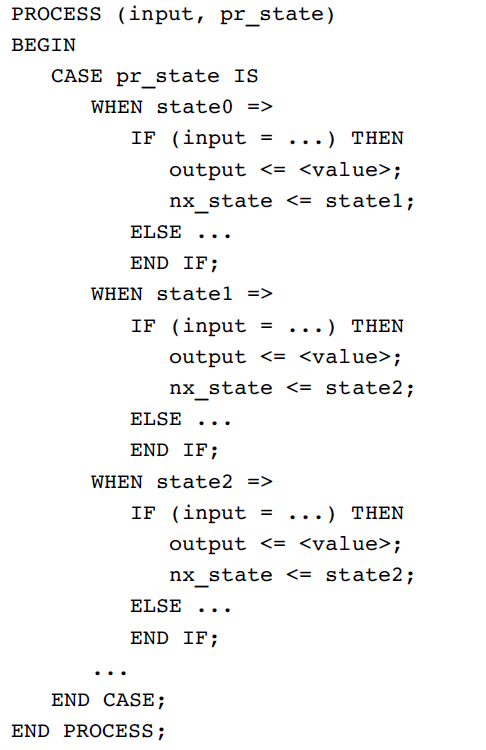 PROCESS (input, pr_state)
BEGIN
   CASE pr_state IS
      WHEN state0 =>
         IF (input = ...) THEN
            output <= <value>;
            nx_state <= state1;
         ELSE ...
         END IF;
      WHEN state1 =>
         IF (input = ...) THEN
            output <= <value>;
            nx_state <= state2;
         ELSE ...
         END IF;
      WHEN state2 =>
         IF (input = ...) THEN
            output <= <value>;
            nx_state <= state2;
         ELSE ...
         END IF;
      ...
   END CASE;
END PROCESS;